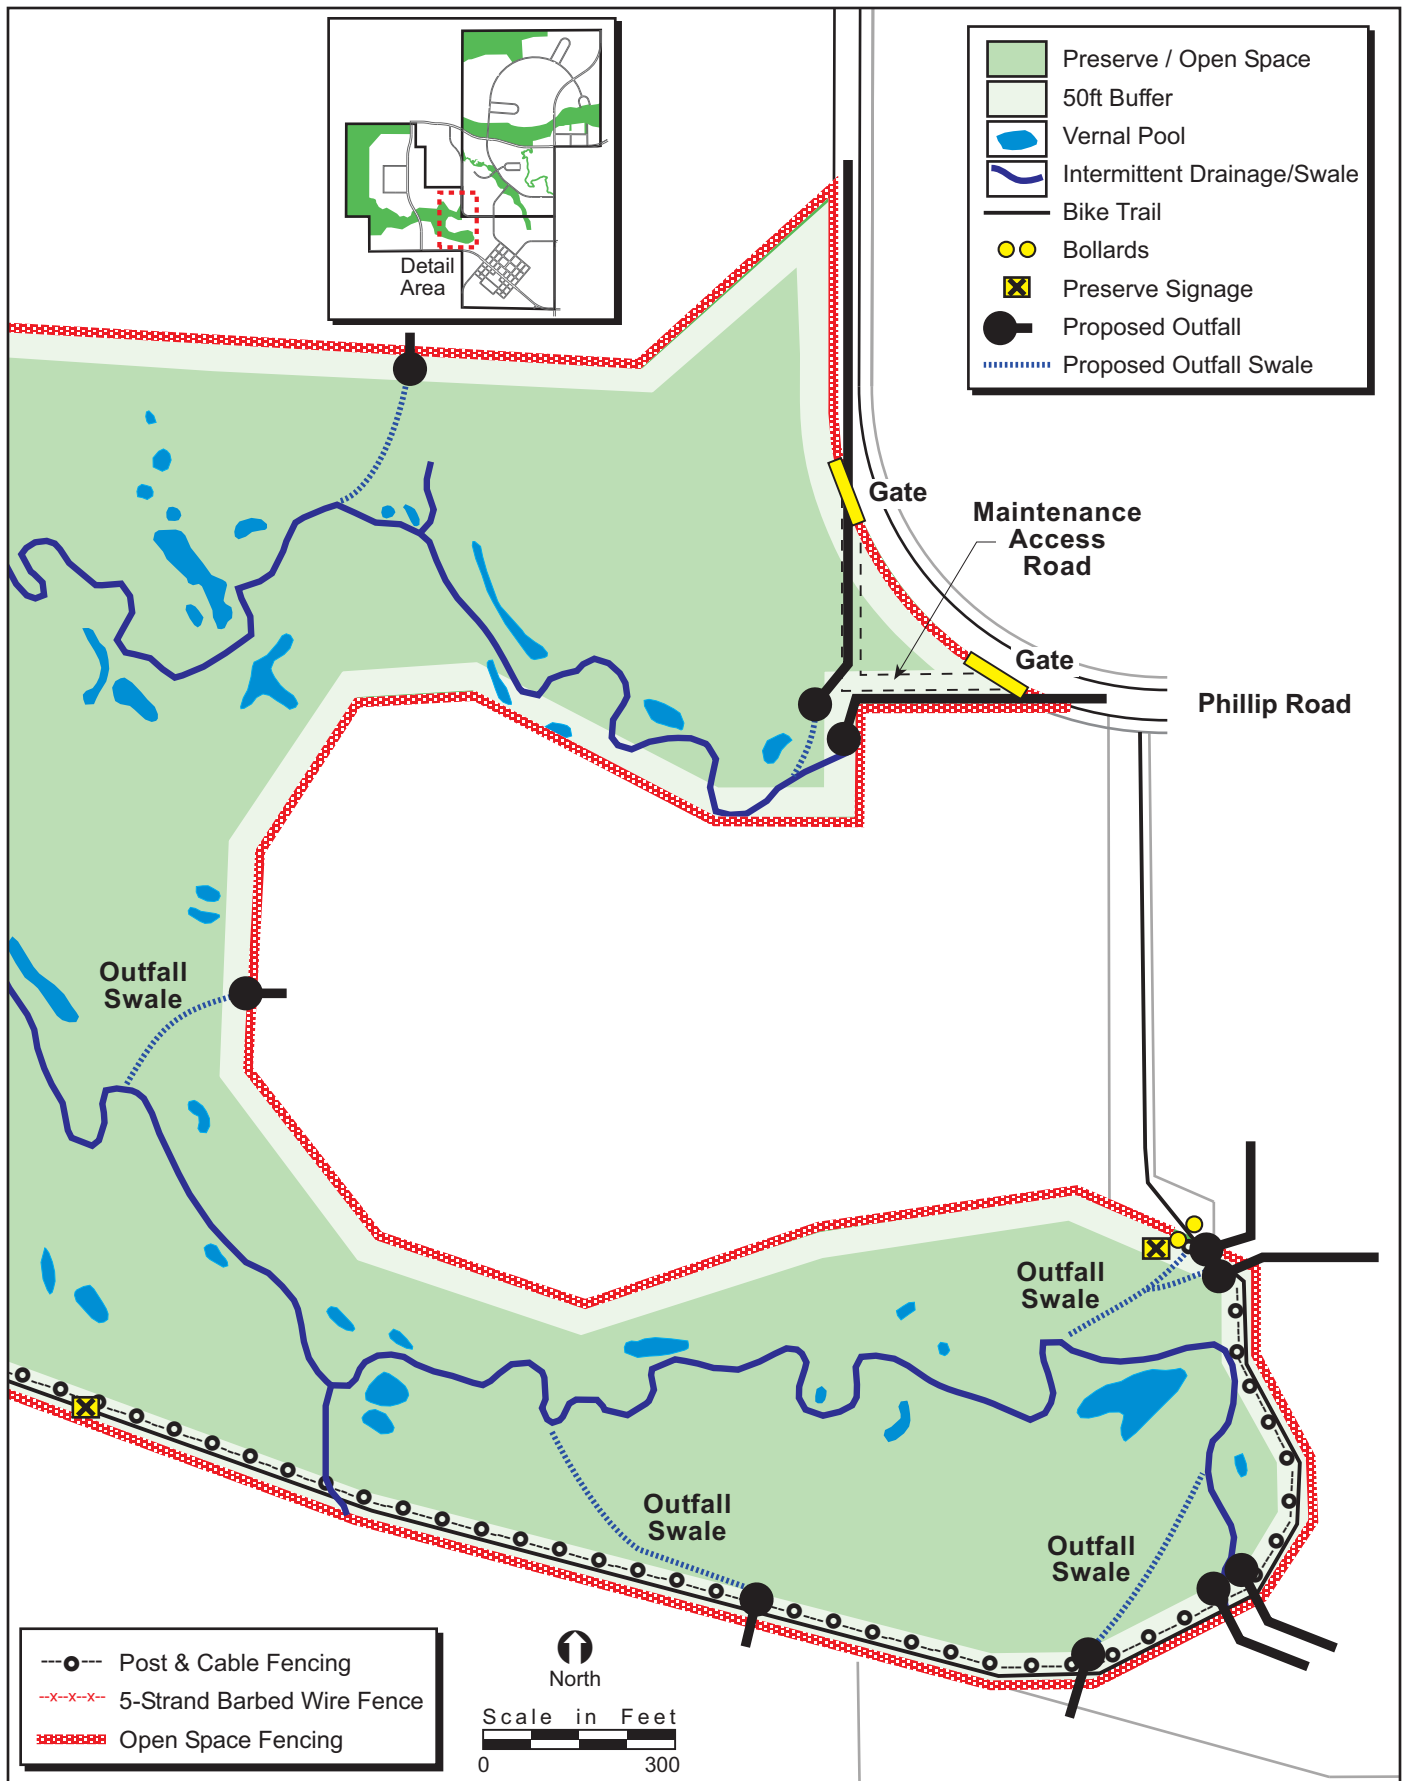 Detail
Area
Preserve / Open Space
50ft Buffer
Vernal Pool
Intermittent Drainage/Swale
Bike Trail
Bollards
Preserve Signage
Proposed Outfall
Proposed Outfall Swale
Gate
Maintenance
Access
Road
Gate
Phillip Road
Outfall
Swale
Outfall
Swale
Outfall
Swale
Outfall
Swale
Post & Cable Fencing
5-Strand Barbed Wire Fence
Open Space Fencing
North
Scale in Feet
0 300